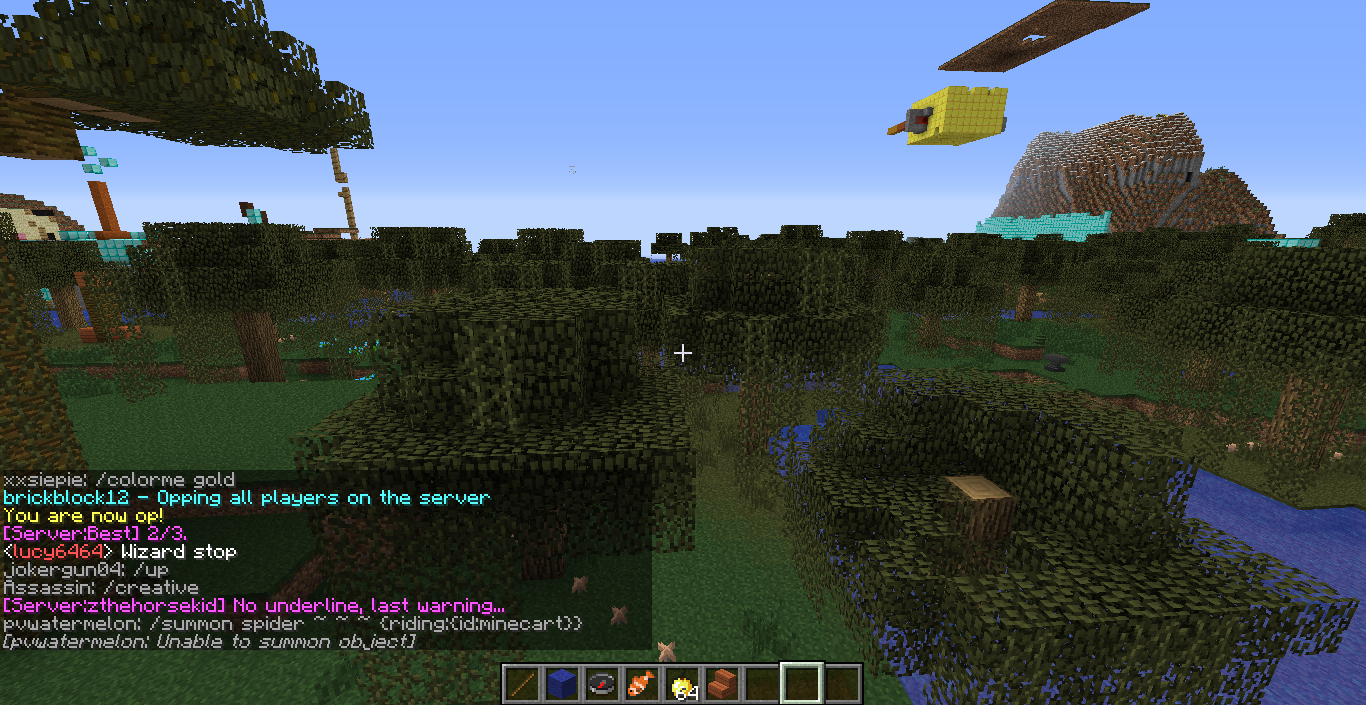 xxsiepie: /colorme gold
brickblock12 - Opping all players on the server
You are now op!
[Server:Best] 2/3.
<lucy6464> Wizard stop
jokergun04: /up
Assassin: /creative
[Server:zthehorsekid] No underline, last warning...
pvwatermelon: /summon spider ~ ~ ~ {riding:{id:minecart}}
[pvwatermelon: Unable to summon object]
64